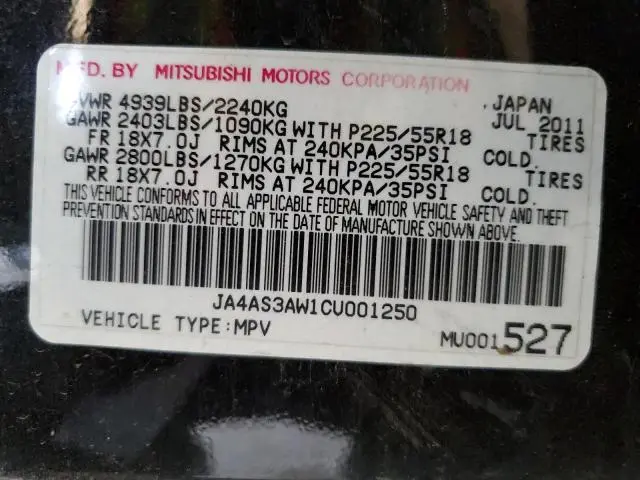 MFD. BY MITSUBISHI MOTORS CORPORATION
GVWR 4939LBS/2240KG , JAPAN
GAWR 2403LBS/1090KG WITH P225/55R18 JUL 2011
FR 18X7.0J RIMS AT 240KPA/35PSI TIRES COLD.
GAWR 2800LBS/1270KG WITH P225/55R18 TIRES
RR 18X7.0J RIMS AT 240KPA/35PSI COLD.
THIS VEHICLE CONFORMS TO ALL APPLICABLE FEDERAL MOTOR VEHICLE SAFETY AND THEFT
PREVENTION STANDARDS IN EFFECT ON THE DATE OF MANUFACTURE SHOWN ABOVE.
JA4AS3AW1CU001250
VEHICLE TYPE:MPV MU001527